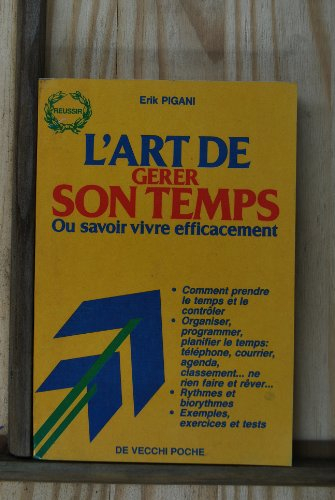 Erik PIGANI
REUSSIR
L'ART DE
GERER
SON TEMPS
Ou savoir vivre efficacement
• Comment prendre
le temps et le
contrôler
• Organiser,
programmer,
planifier le temps:
téléphone, courrier,
agenda,
classement... ne
rien faire et rêver...
• Rythmes et
biorythmes
• Exemples,
exercices et tests
DE VECCHI POCHE